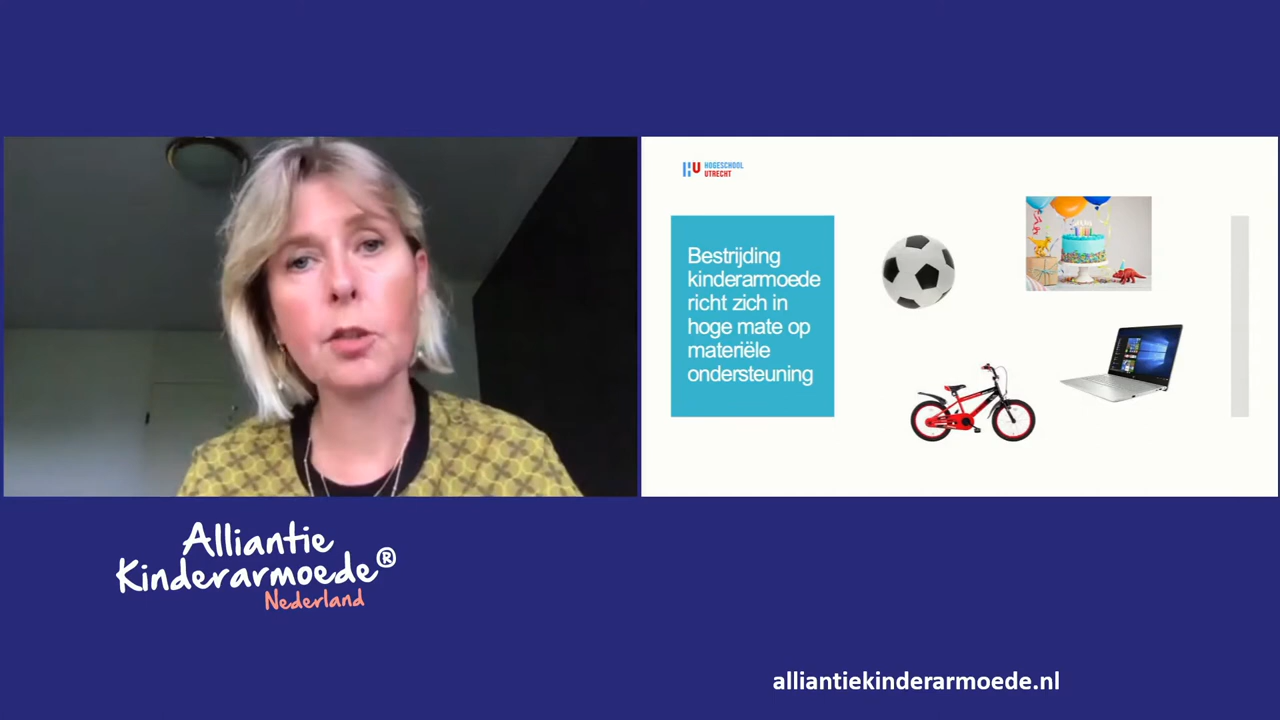 HOGESCHOOL
UTRECHT
Bestrijding
kinderarmoede
richt zich in
hoge mate op
materiële
ondersteuning
Alliantie
Kinderarmoede®
Nederland
alliantiekinderarmoede.nl